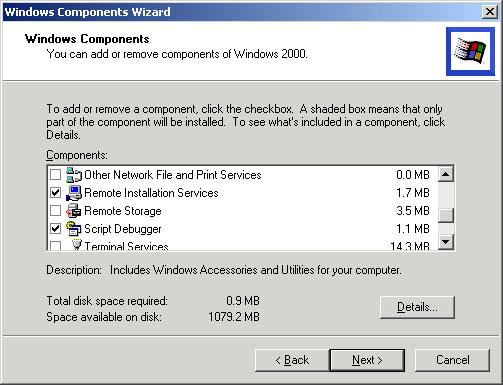 Windows Components Wizard
Windows Components
You can add or remove components of Windows 2000.
To add or remove a component, click the checkbox. A shaded box means that only
part of the component will be installed. To see what's included in a component, click
Details.
Components:
Other Network File and Print Services 0.0 MB
Remote Installation Services 1.7 MB
Remote Storage 3.5 MB
Script Debugger 1.1 MB
Terminal Services 14.3 MB
Description: Includes Windows Accessories and Utilities for your computer.
Total disk space required: 0.9 MB
Space available on disk: 1079.2 MB
Details...
< Back Next > Cancel